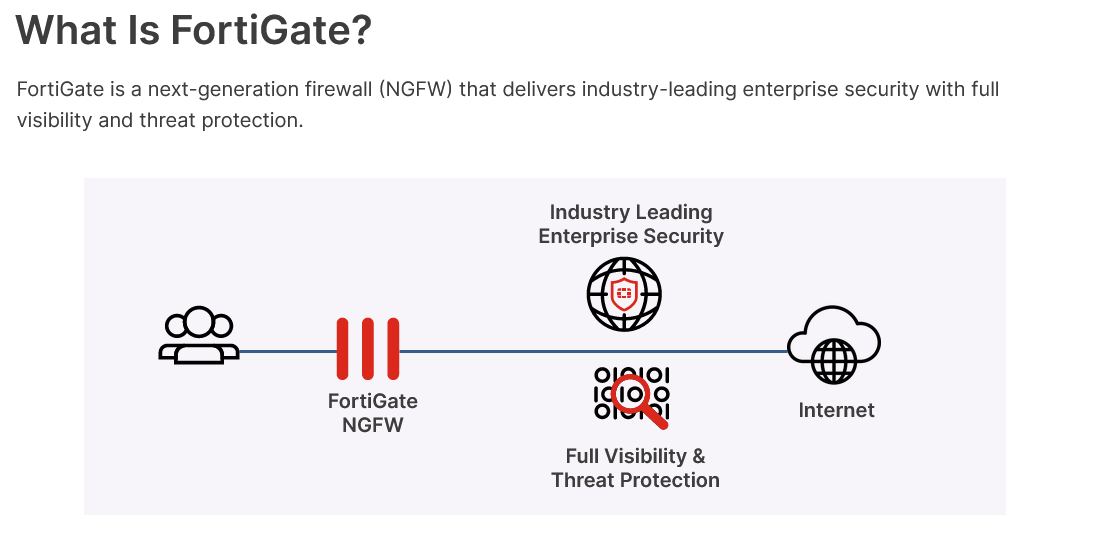 What Is FortiGate?
FortiGate is a next-generation firewall (NGFW) that delivers industry-leading enterprise security with full
visibility and threat protection.
Industry Leading
Enterprise Security
FortiGate
NGFW
Internet
Full Visibility &
Threat Protection